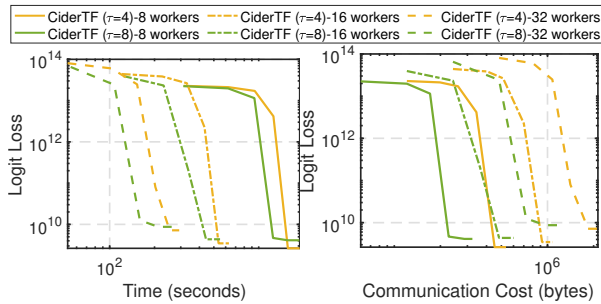 CiderTF (τ=4)-8 workers CiderTF (τ=4)-16 workers CiderTF (τ=4)-32 workers
CiderTF (τ=8)-8 workers CiderTF (τ=8)-16 workers CiderTF (τ=8)-32 workers
Logit Loss
10^14
10^12
10^10
10^2
Time (seconds)
Logit Loss
10^14
10^12
10^10
10^6
Communication Cost (bytes)